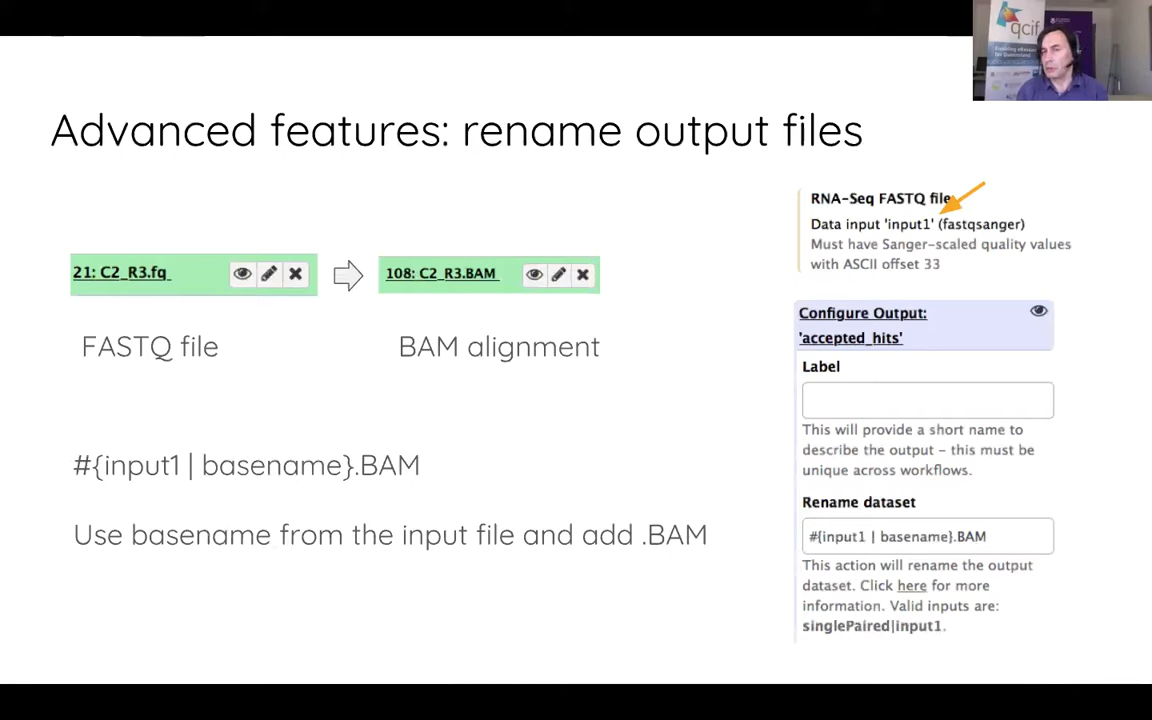 qcif
Advanced features: rename output files
21: C2_R3.fq
108: C2_R3.BAM
FASTQ file
BAM alignment
#{input1 | basename}.BAM
Use basename from the input file and add .BAM
RNA-Seq FASTQ file
Data input 'input1' (fastqsanger)
Must have Sanger-scaled quality values
with ASCII offset 33
Configure Output:
'accepted_hits'
Label
This will provide a short name to
describe the output - this must be
unique across workflows.
Rename dataset
#{input1 | basename}.BAM
This action will rename the output
dataset. Click here for more
information. Valid inputs are:
singlePaired|input1.